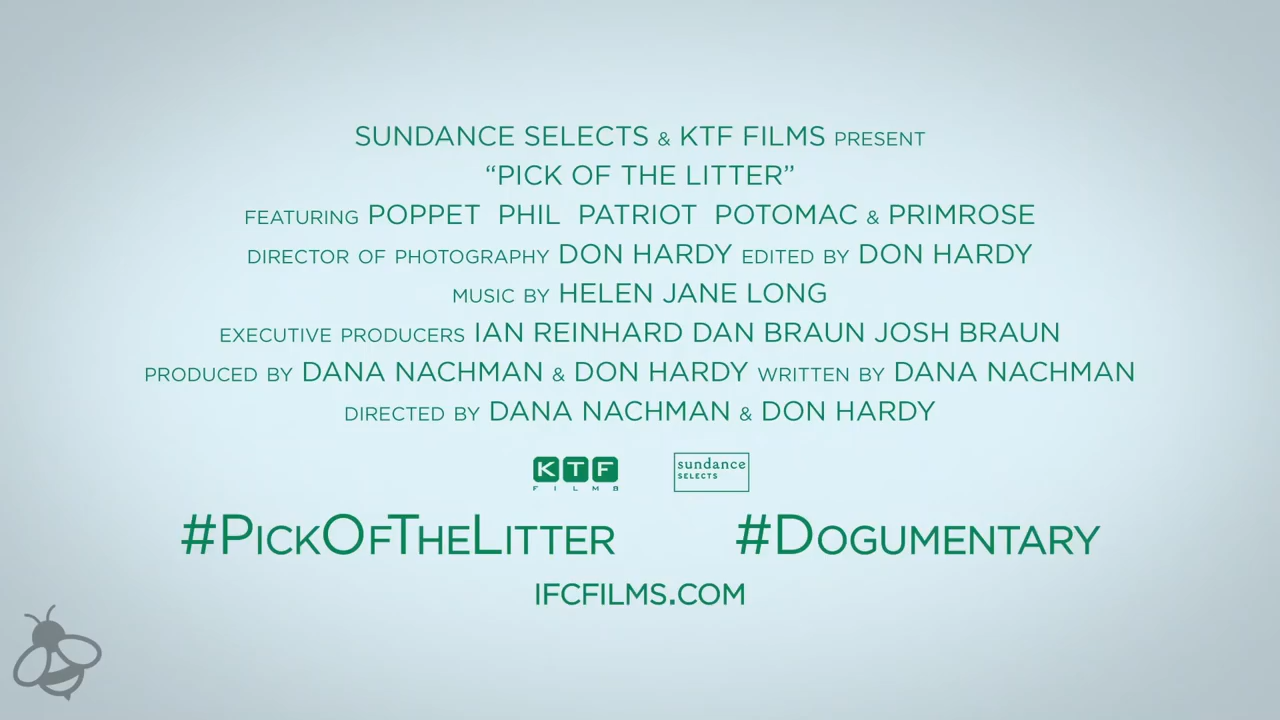 SUNDANCE SELECTS & KTF FILMS PRESENT
“PICK OF THE LITTER”
FEATURING POPPET PHIL PATRIOT POTOMAC & PRIMROSE
DIRECTOR OF PHOTOGRAPHY DON HARDY EDITED BY DON HARDY
MUSIC BY HELEN JANE LONG
EXECUTIVE PRODUCERS IAN REINHARD DAN BRAUN JOSH BRAUN
PRODUCED BY DANA NACHMAN & DON HARDY WRITTEN BY DANA NACHMAN
DIRECTED BY DANA NACHMAN & DON HARDY
KTF
FILMS
sundance
SELECTS
#PICKOFTHELITTER #DOGUMENTARY
IFCFILMS.COM